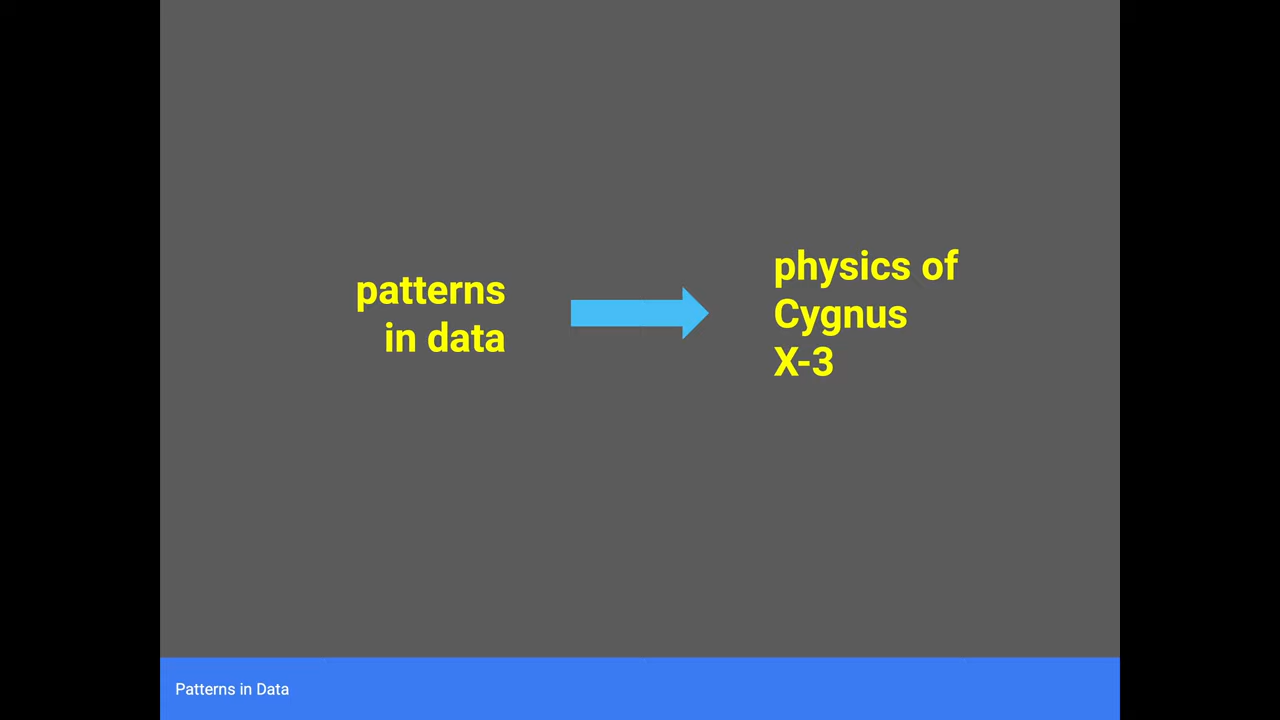 patterns
in data
physics of
Cygnus
X-3
Patterns in Data